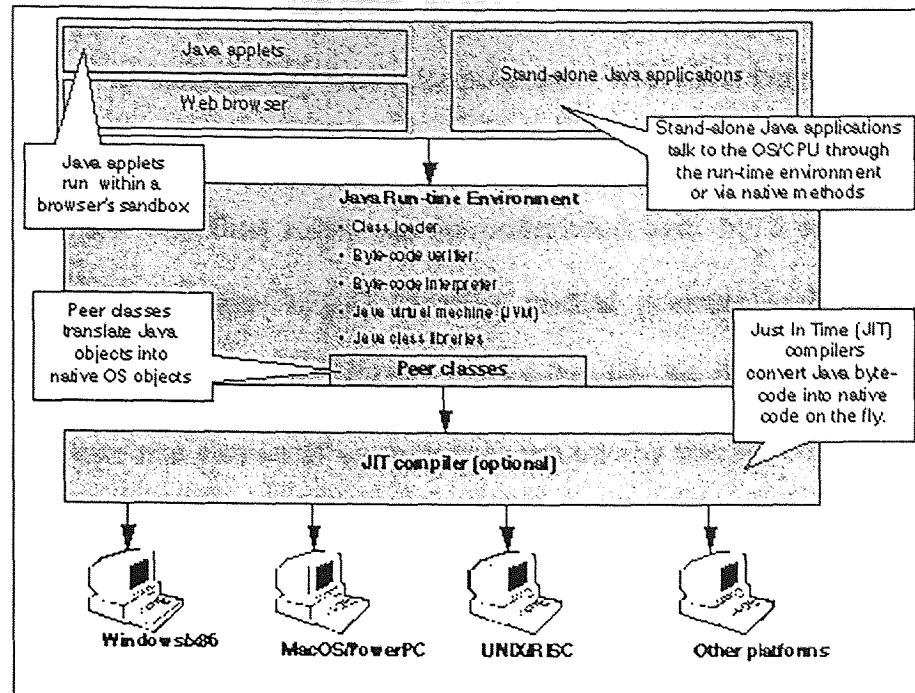 Java applets
Web browser
Stand-alone Java applications
Java applets
run within a
browser's sandbox
Stand-alone Java applications
talk to the OS/CPU through
the run-time environment
or via native methods
Java Run-time Environment
• Class loader
• Byte-code verifier
• Byte-code interpreter
• Java virtual machine (JVM)
• Java class libraries
Peer classes
Peer classes
translate Java
objects into
native OS objects
Just In Time (JIT)
compilers
convert Java byte-
code into native
code on the fly.
JIT compiler (optional)
Windows/x86
MacOS/PowerPC
UNIX/RISC
Other platforms